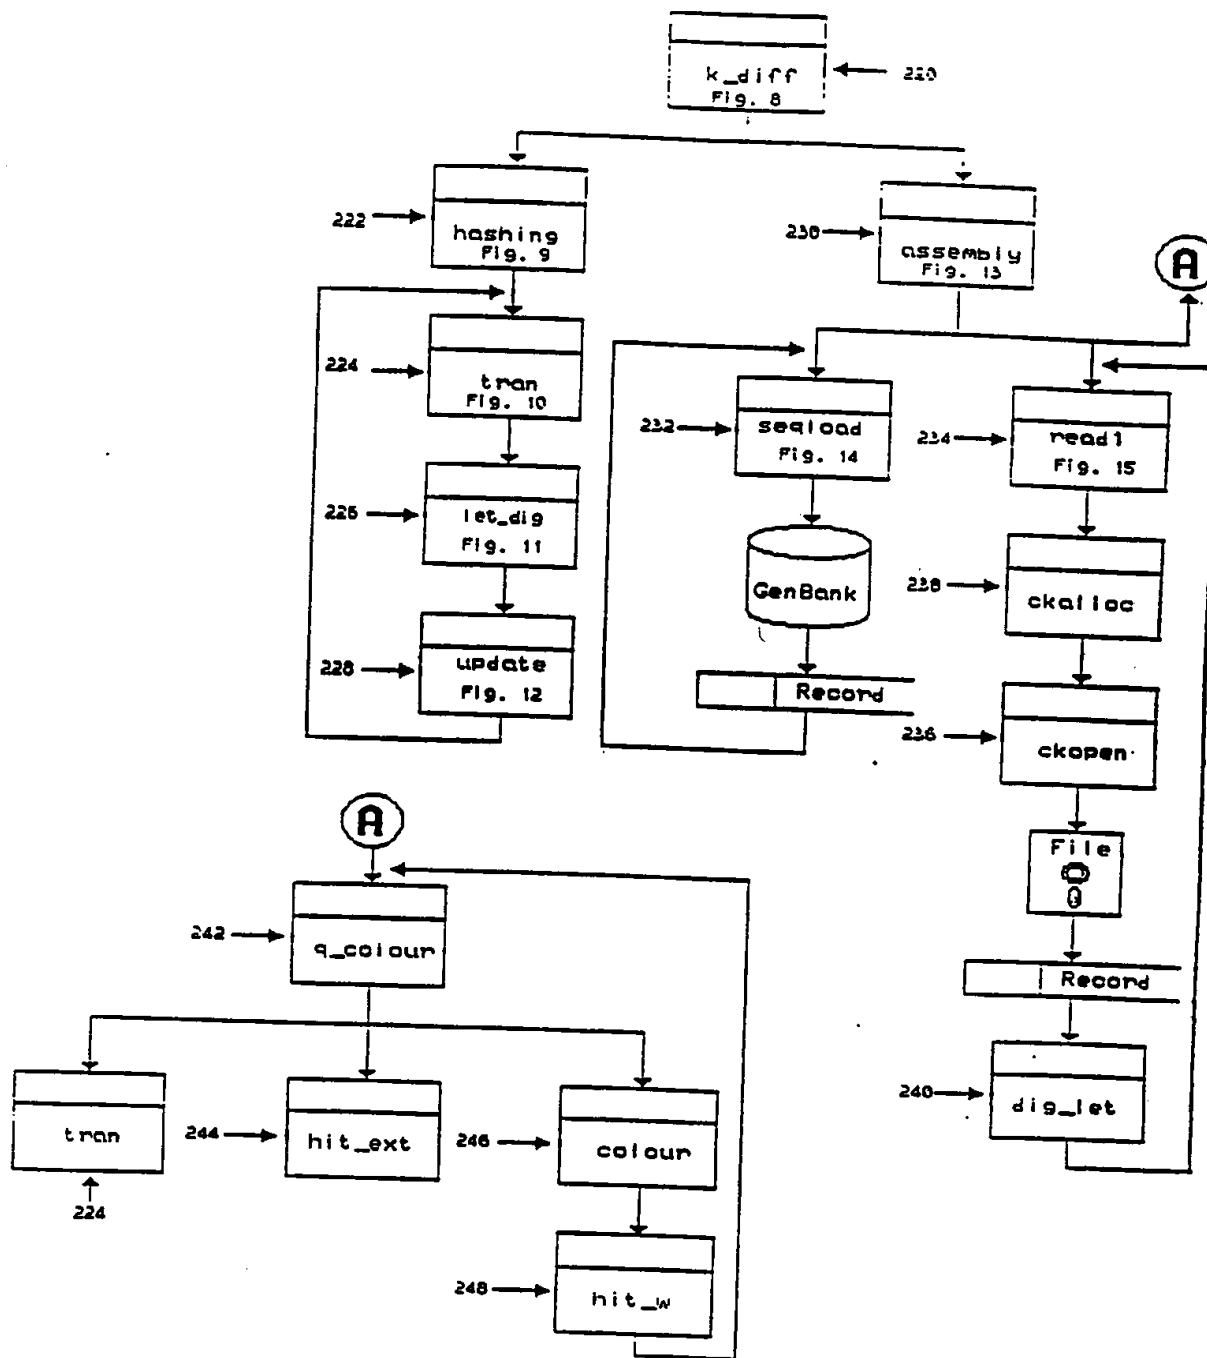 k_diff
Fig. 8
220
222
hashing
Fig. 9
230
assembly
Fig. 13
A
224
tran
Fig. 10
232
seqload
Fig. 14
234
read1
Fig. 15
226
let_dig
Fig. 11
GenBank
238
ckalloc
228
update
Fig. 12
Record
236
ckopen
A
File
242
q_colour
Record
tran
224
244
hit_ext
246
colour
240
dig_let
248
hit_w